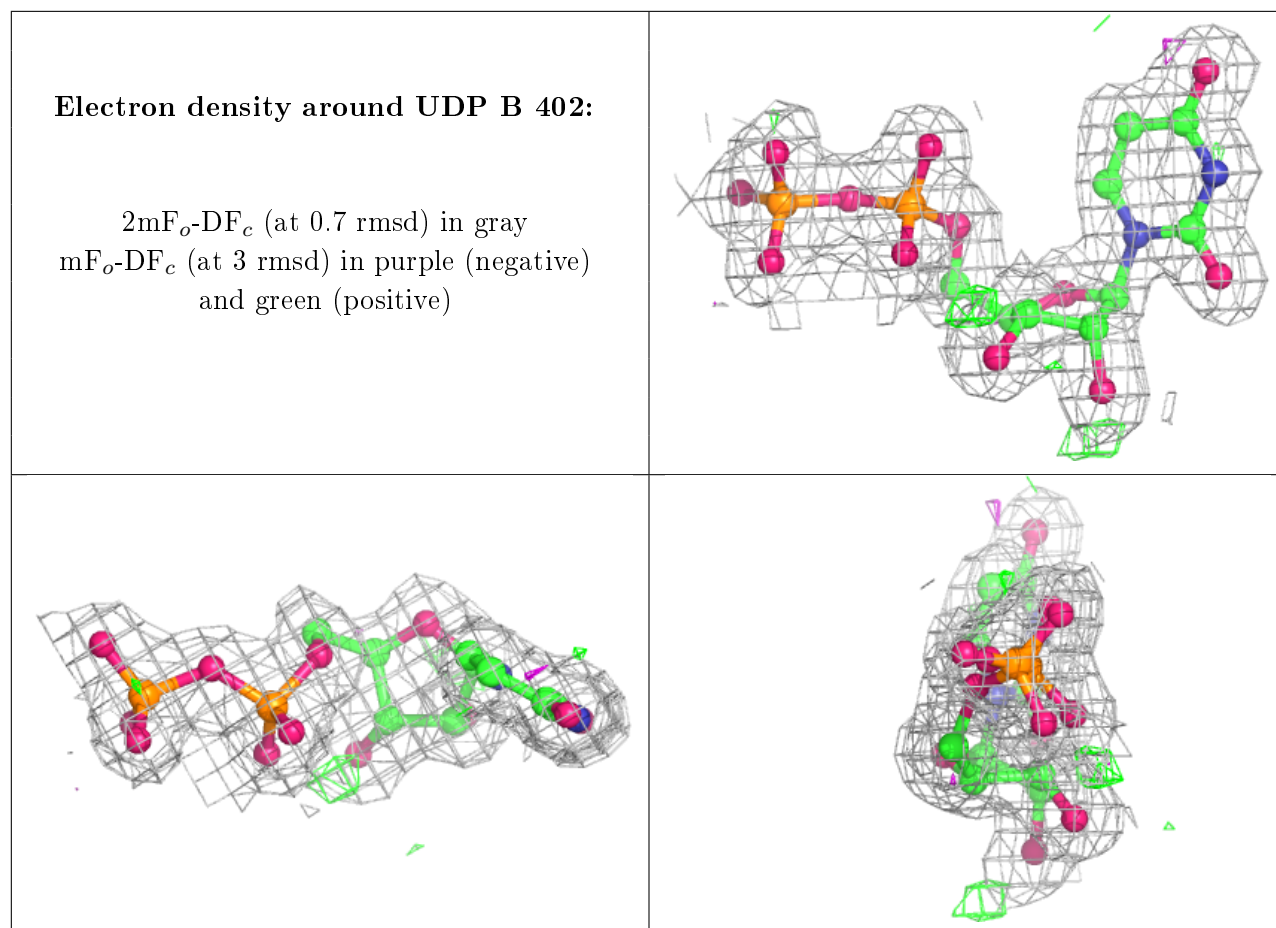 Electron density around UDP B 402:
2mFₒ-DF𝒸 (at 0.7 rmsd) in gray
mFₒ-DF𝒸 (at 3 rmsd) in purple (negative)
and green (positive)